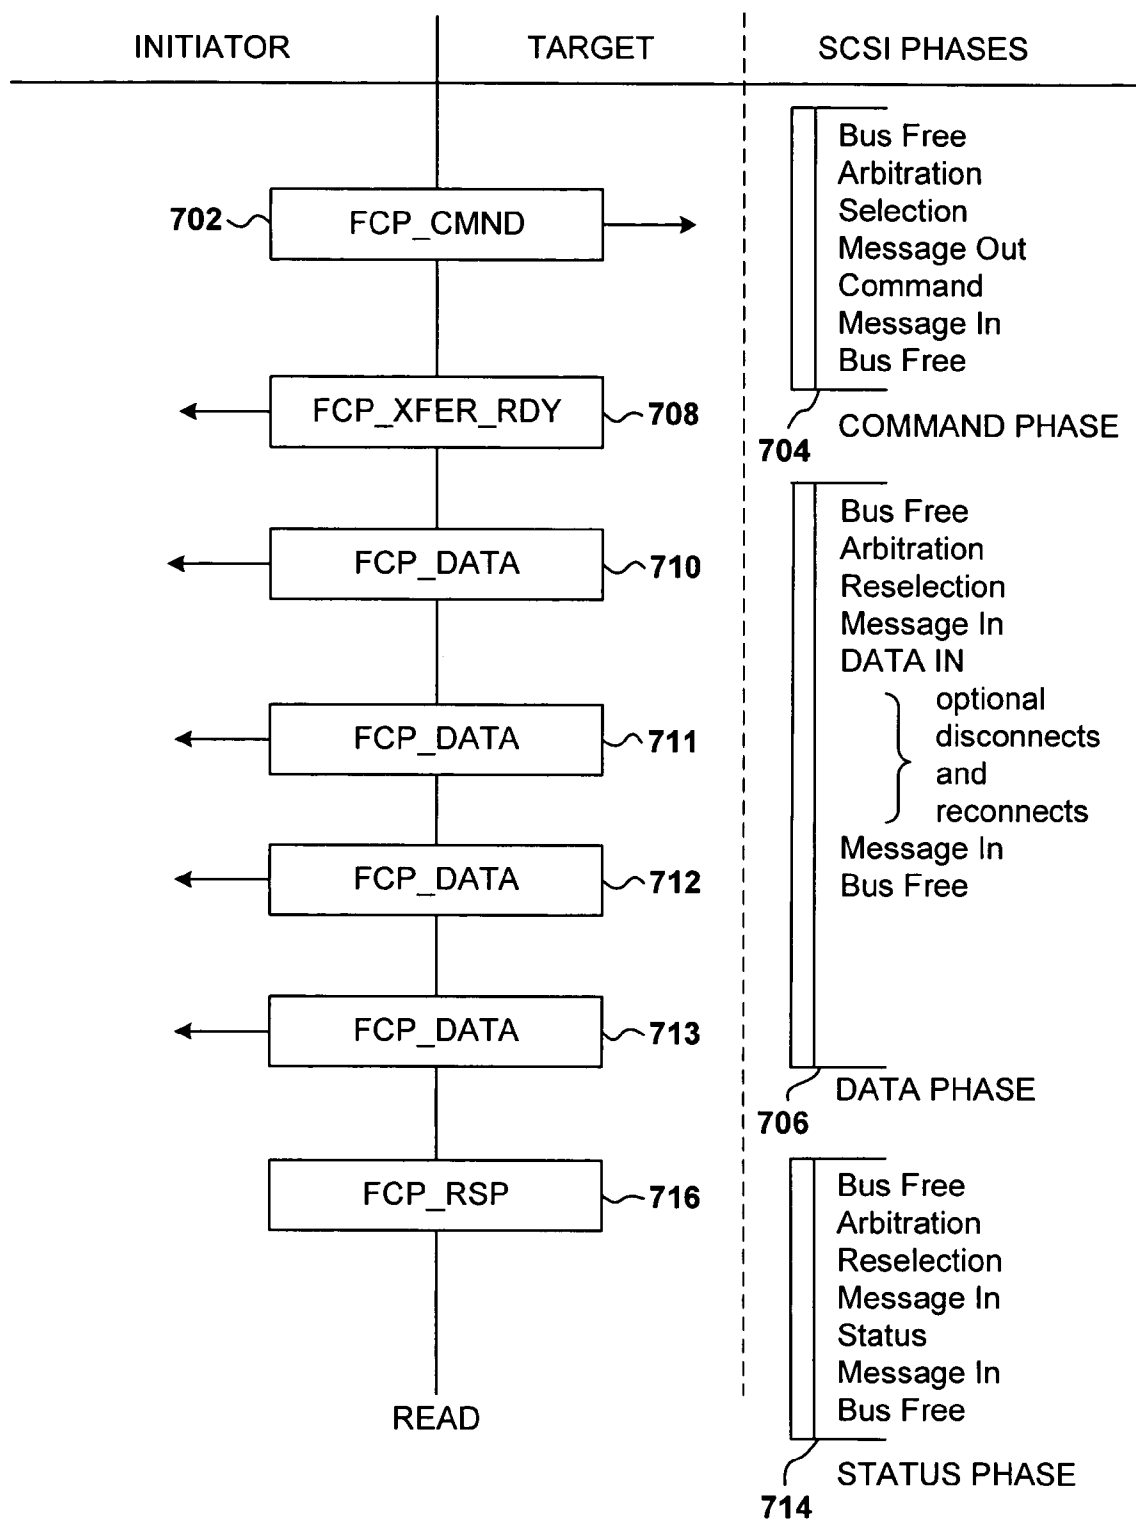 INITIATOR
TARGET
SCSI PHASES
702
FCP_CMND
FCP_XFER_RDY
708
FCP_DATA
710
FCP_DATA
711
FCP_DATA
712
FCP_DATA
713
FCP_RSP
716
READ
Bus Free
Arbitration
Selection
Message Out
Command
Message In
Bus Free
COMMAND PHASE
704
Bus Free
Arbitration
Reselection
Message In
DATA IN
optional
disconnects
and
reconnects
Message In
Bus Free
DATA PHASE
706
Bus Free
Arbitration
Reselection
Message In
Status
Message In
Bus Free
STATUS PHASE
714